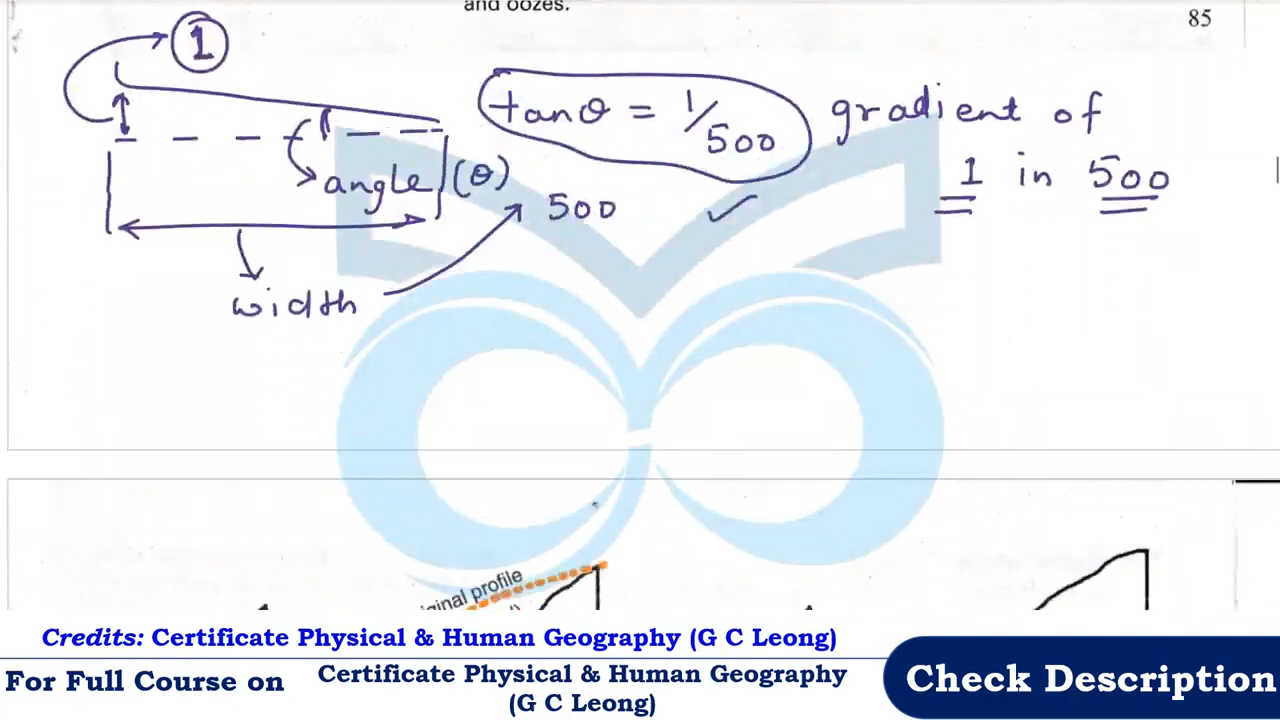 and oozes.
85
1
tanθ = 1/500
gradient of
1 in 500
angle (θ)
500
width
iginal profile
Credits: Certificate Physical & Human Geography (G C Leong)
For Full Course on
Certificate Physical & Human Geography
(G C Leong)
Check Description